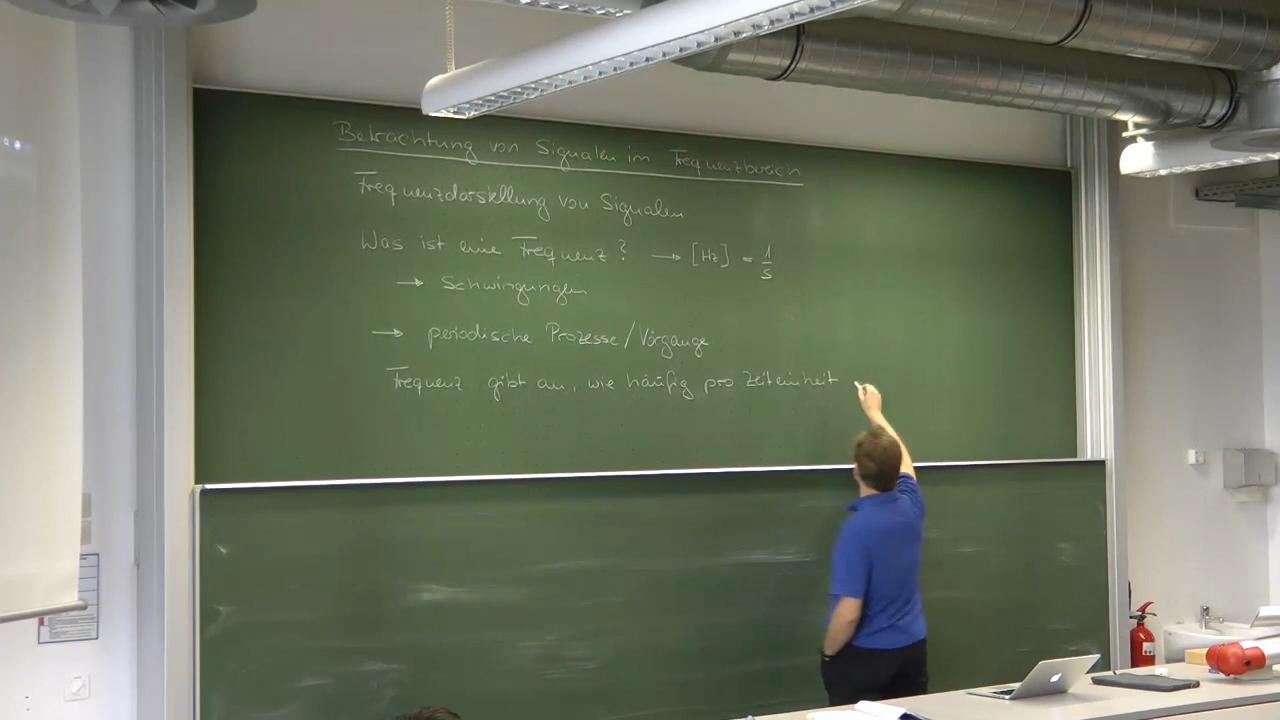 Betrachtung von Signalen im Frequenzbereich
Frequenzdarstellung von Signalen
Was ist eine Frequenz? → [Hz] = 1/s
→ Schwingungen
→ periodische Prozesse/Vorgänge
Frequenz gibt an, wie häufig pro Zeiteinheit